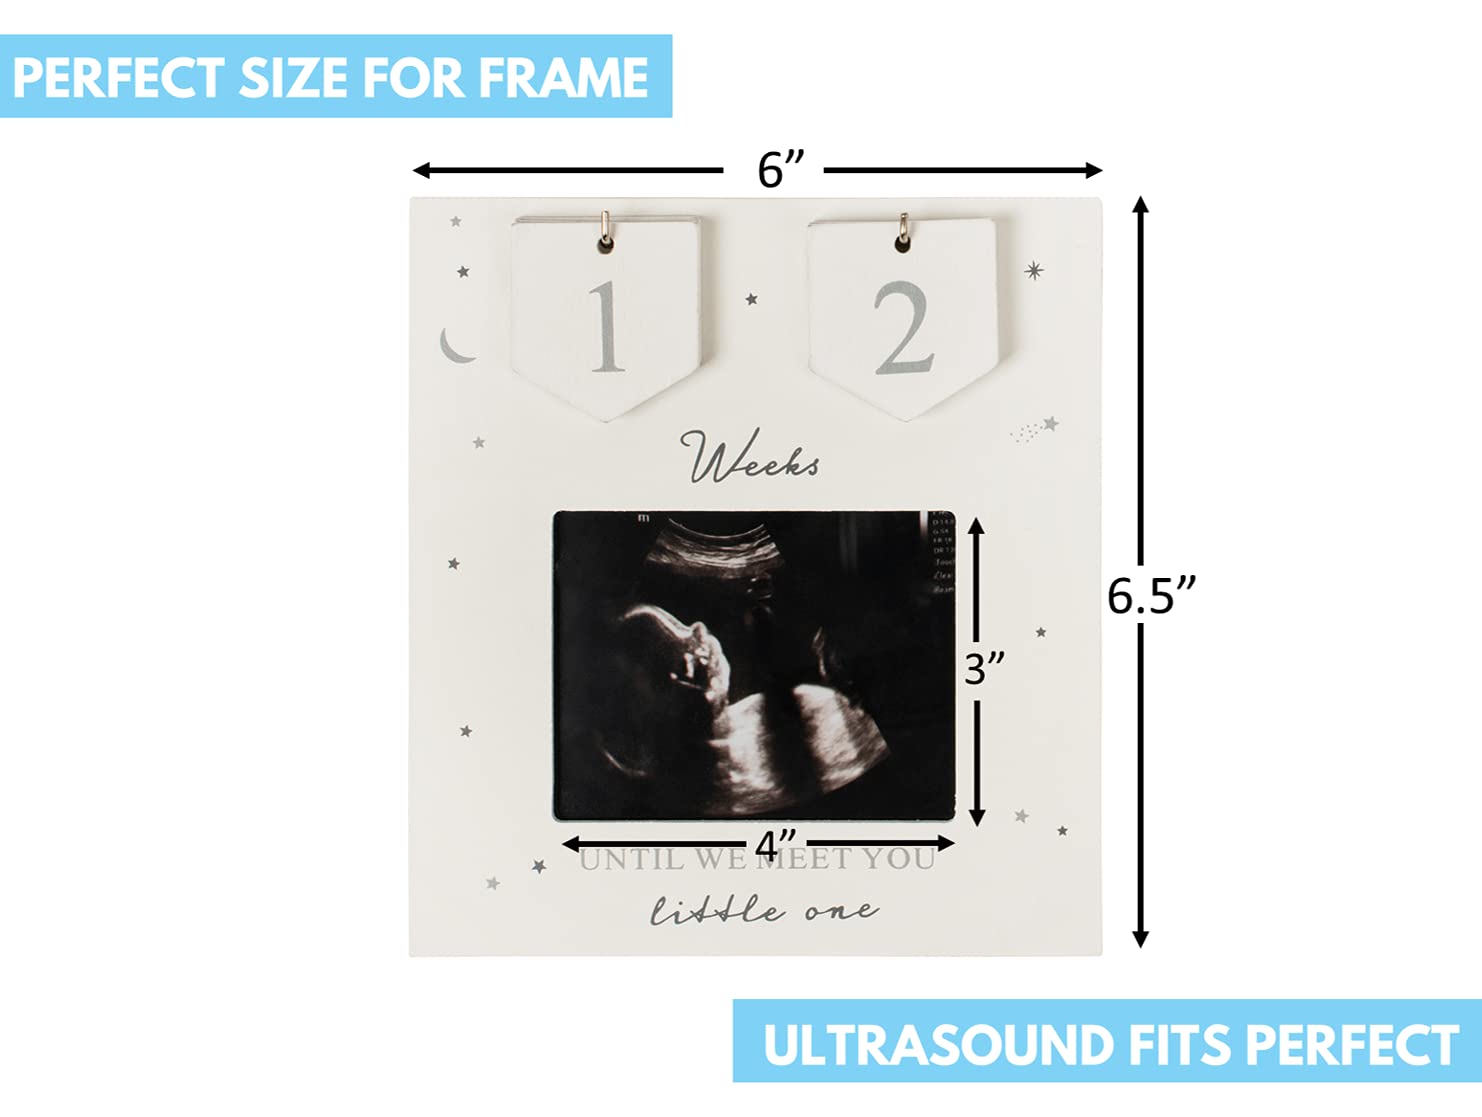 PERFECT SIZE FOR FRAME
6”
1 2
Weeks
m
6.5”
3”
4”
UNTIL WE MEET YOU
little one
ULTRASOUND FITS PERFECT